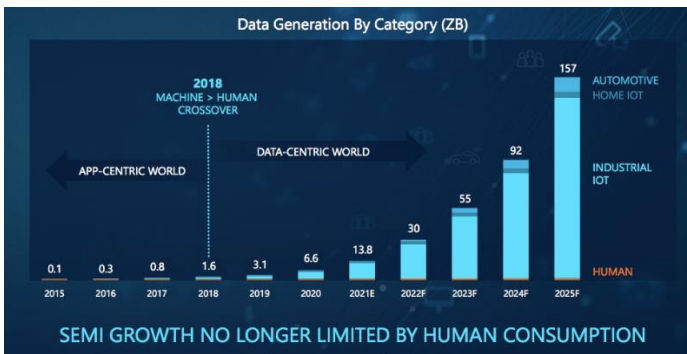 Data Generation By Category (ZB)
2018
MACHINE > HUMAN
CROSSOVER
APP-CENTRIC WORLD
DATA-CENTRIC WORLD
0.1
0.3
0.8
1.6
3.1
6.6
13.8
30
55
92
157
AUTOMOTIVE
HOME IOT
INDUSTRIAL
IOT
HUMAN
2015
2016
2017
2018
2019
2020
2021E
2022F
2023F
2024F
2025F
SEMI GROWTH NO LONGER LIMITED BY HUMAN CONSUMPTION